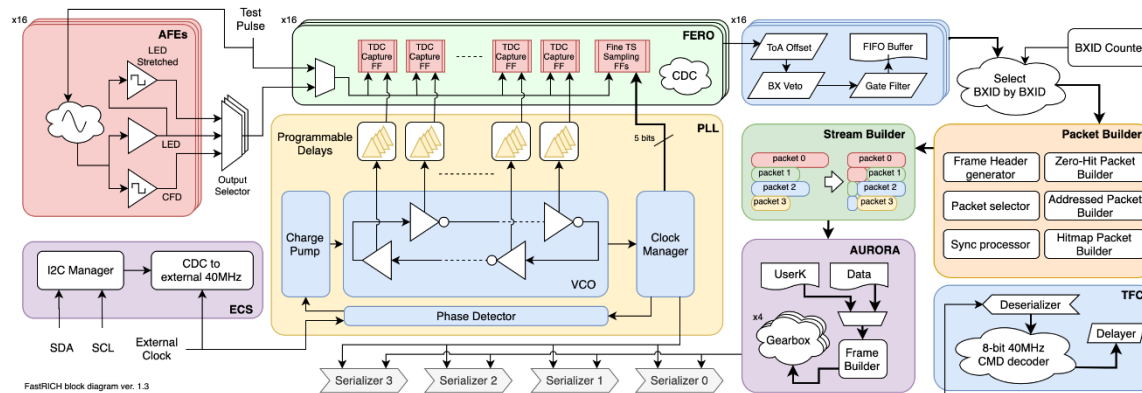 x16
AFEs
LED
Stretched
LED
CFD
Output
Selector
Test
Pulse
x16
FERO
TDC
Capture
FF
TDC
Capture
FF
TDC
Capture
FF
TDC
Capture
FF
Fine TS
Sampling
FFs
CDC
x16
ToA Offset
FIFO Buffer
BX Veto
Gate Filter
BXID Counte
Select
BXID by BXID
PLL
Programmable
Delays
5 bits
Charge
Pump
VCO
Clock
Manager
Phase Detector
Stream Builder
packet 0
packet 1
packet 2
packet 3
packet 0
packet 1
packet 2
packet 3
Packet Builder
Frame Header
generator
Zero-Hit Packet
Builder
Packet selector
Addressed Packet
Builder
Sync processor
Hitmap Packet
Builder
I2C Manager
CDC to
external 40MHz
ECS
SDA
SCL
External
Clock
AURORA
UserK
Data
x4
Gearbox
Frame
Builder
TFC
Deserializer
8-bit 40MHz
CMD decoder
Delayer
Serializer 3
Serializer 2
Serializer 1
Serializer 0
FastRICH block diagram ver. 1.3